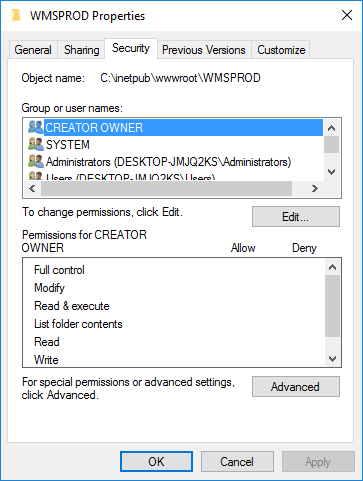 WMSPROD Properties
General Sharing Security Previous Versions Customize
Object name: C:\inetpub\wwwroot\WMSPROD
Group or user names:
CREATOR OWNER
SYSTEM
Administrators (DESKTOP-JMJQ2KS\Administrators)
Users (DESKTOP-JMJQ2KS\Users)
To change permissions, click Edit.
Edit...
Permissions for CREATOR
OWNER Allow Deny
Full control
Modify
Read & execute
List folder contents
Read
Write
For special permissions or advanced settings,
click Advanced.
Advanced
OK Cancel Apply